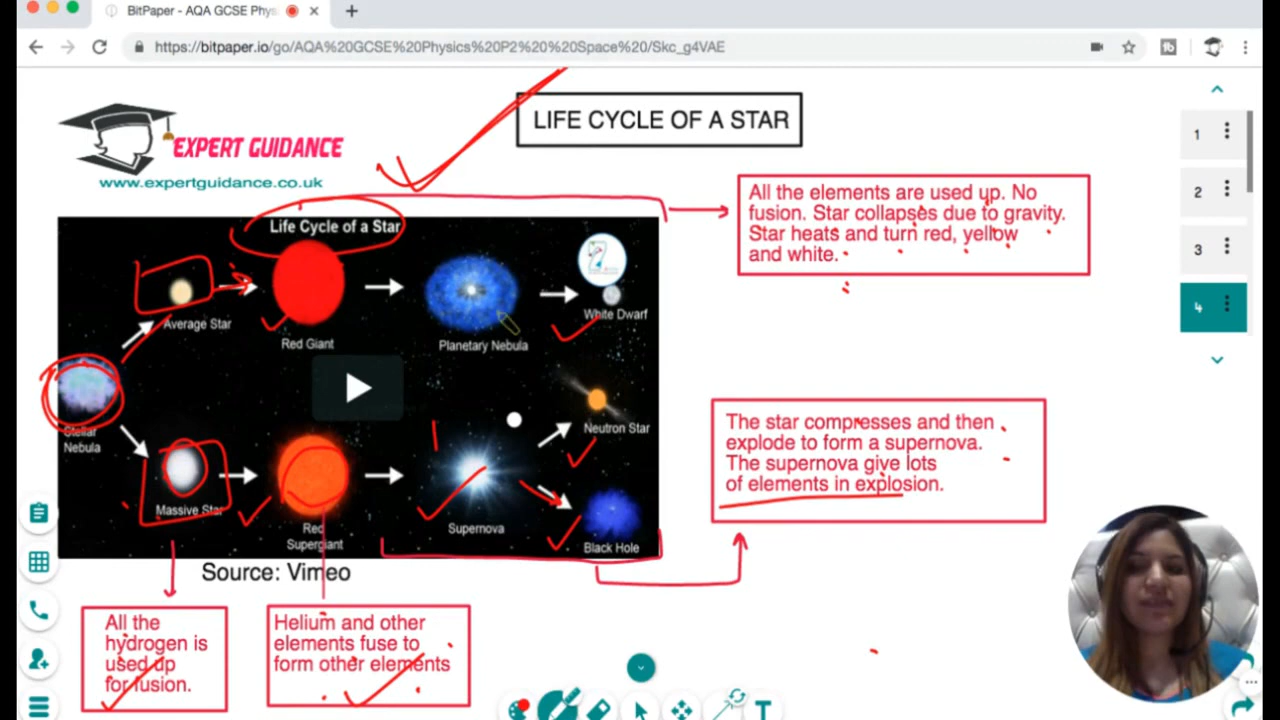 BitPaper - AQA GCSE Phys
https://bitpaper.io/go/AQA%20GCSE%20Physics%20P2%20%20Space%20/Skc_g4VAE
LIFE CYCLE OF A STAR
EXPERT GUIDANCE
www.expertguidance.co.uk
1
2
3
4
All the elements are used up. No
fusion. Star collapses due to gravity.
Star heats and turn red, yellow
and white.
Life Cycle of a Star
Average Star
Red Giant
Planetary Nebula
White Dwarf
Stellar
Nebula
Neutron Star
Massive Star
Red
Supergiant
Supernova
Black Hole
The star compresses and then
explode to form a supernova.
The supernova give lots
of elements in explosion.
Source: Vimeo
All the
hydrogen is
used up
for fusion.
Helium and other
elements fuse to
form other elements
T